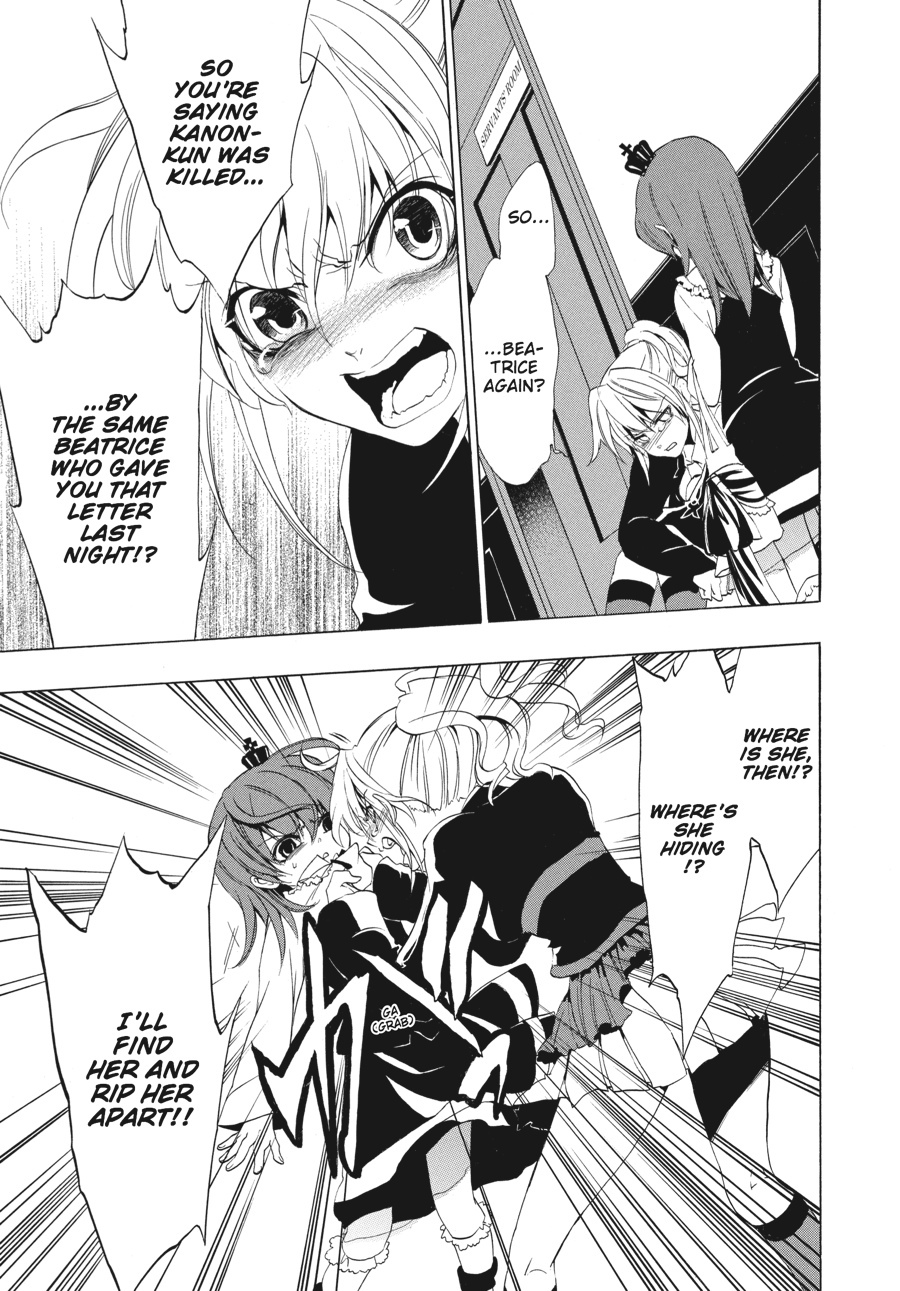 SERVANTS' ROOM
SO...
...BEA-
TRICE
AGAIN?
SO
YOU'RE
SAYING
KANON-
KUN WAS
KILLED...
...BY
THE SAME
BEATRICE
WHO GAVE
YOU THAT
LETTER
LAST
NIGHT!?
WHERE
IS SHE,
THEN!?
WHERE'S
SHE
HIDING
!?
GA
(GRAB)
I'LL
FIND
HER AND
RIP HER
APART!!